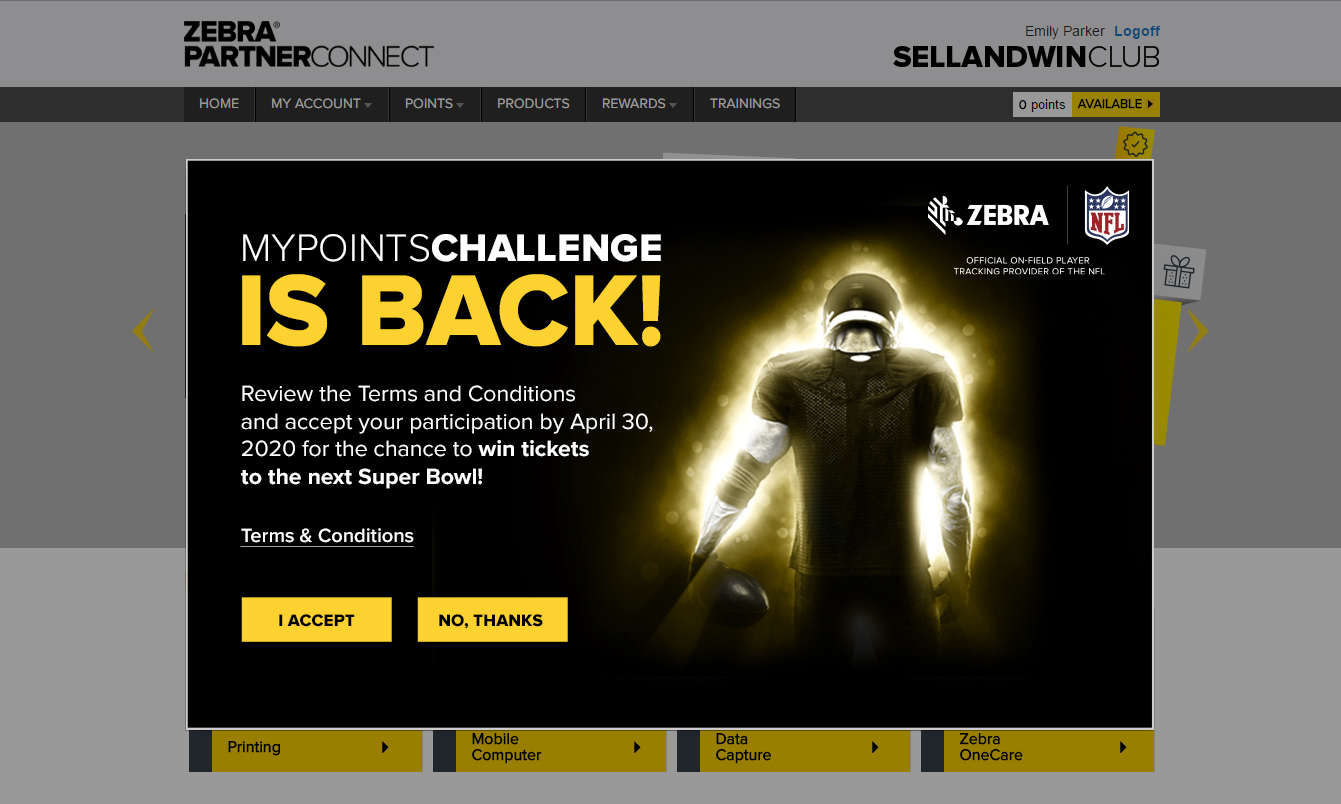 ZEBRA®
PARTNERCONNECT
Emily Parker Logoff
SELLANDWINCLUB
HOME MY ACCOUNT POINTS PRODUCTS REWARDS TRAININGS
0 points AVAILABLE
ZEBRA NFL
OFFICIAL ON-FIELD PLAYER
TRACKING PROVIDER OF THE NFL
MYPOINTSCHALLENGE
IS BACK!
Review the Terms and Conditions
and accept your participation by April 30,
2020 for the chance to win tickets
to the next Super Bowl!
Terms & Conditions
I ACCEPT NO, THANKS
Printing
Mobile
Computer
Data
Capture
Zebra
OneCare